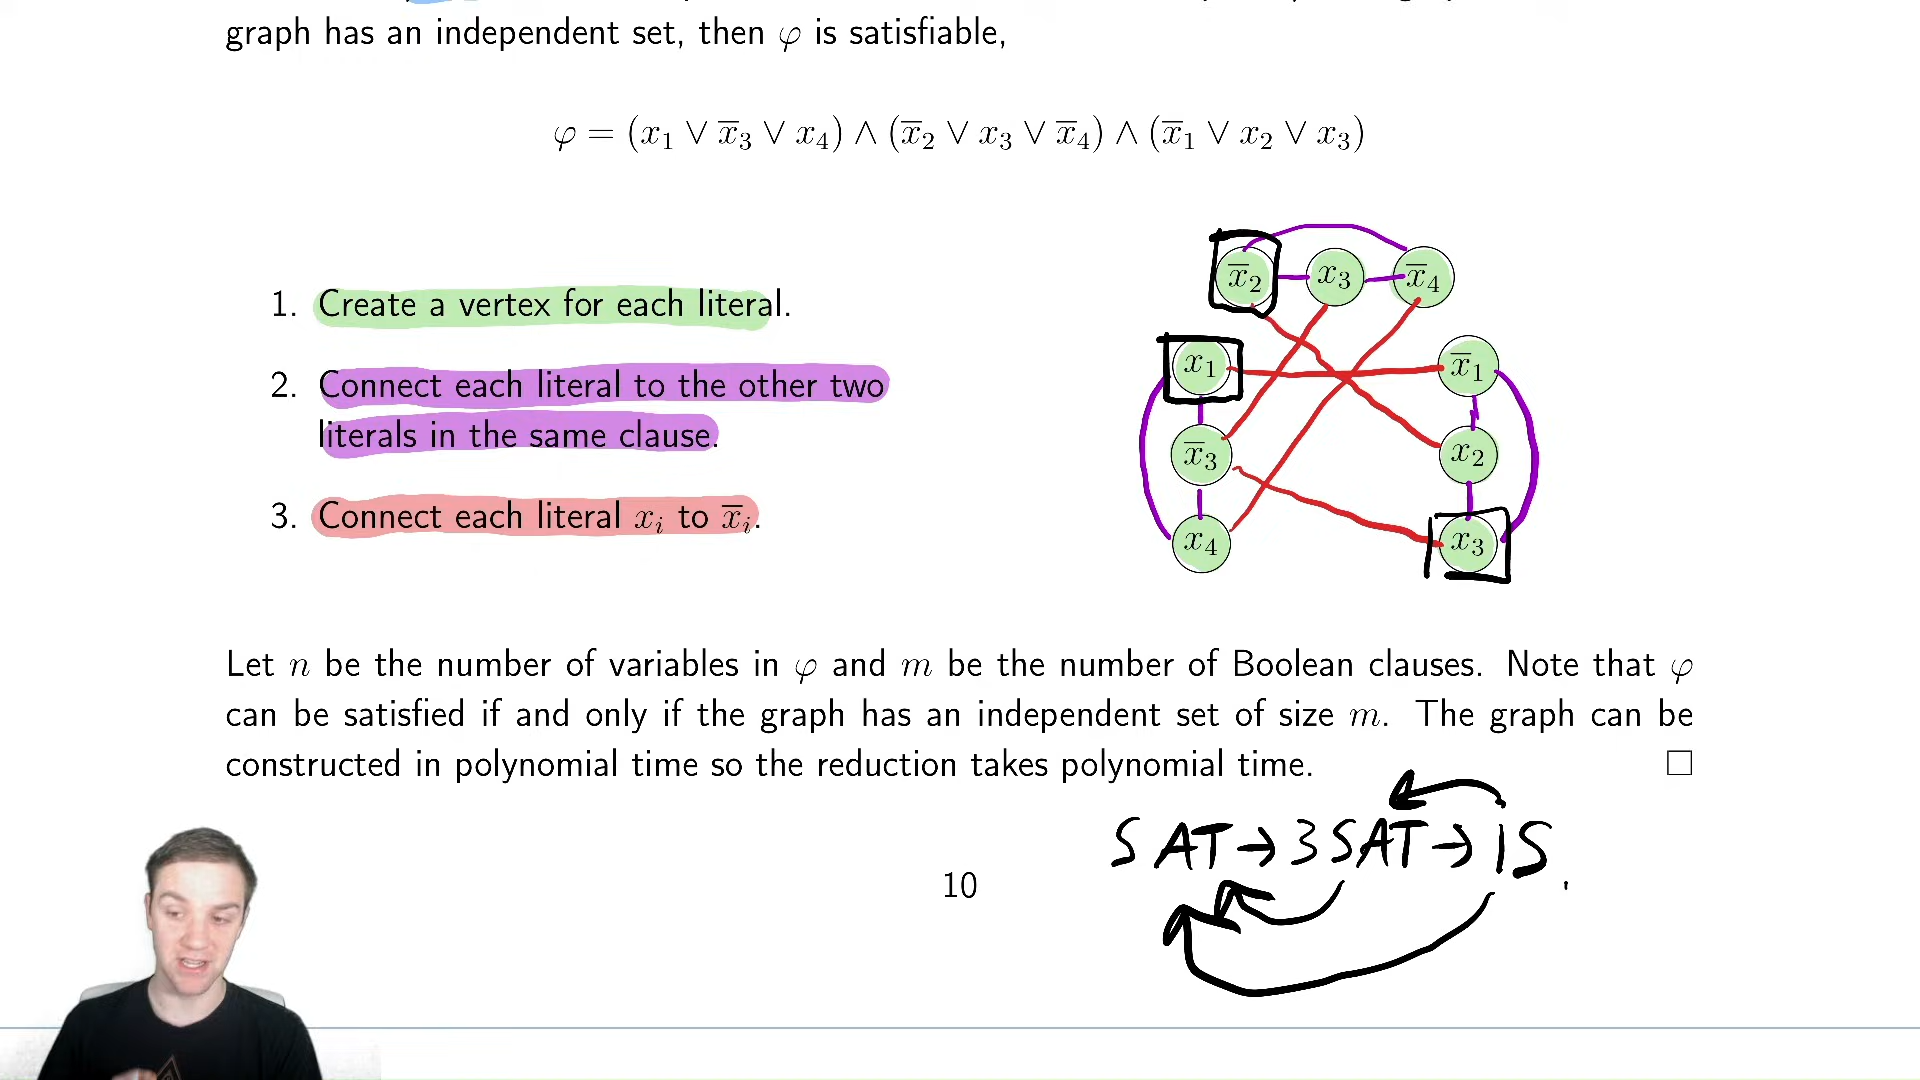 graph has an independent set, then φ is satisfiable,
φ = (x₁ ∨ x̅₃ ∨ x₄) ∧ (x̅₂ ∨ x₃ ∨ x̅₄) ∧ (x̅₁ ∨ x₂ ∨ x₃)
1. Create a vertex for each literal.
2. Connect each literal to the other two
literals in the same clause.
3. Connect each literal xᵢ to x̅ᵢ.
x̅₂ x₃ x̅₄
x₁ x̅₁
x̅₃ x₂
x₄ x₃
Let n be the number of variables in φ and m be the number of Boolean clauses. Note that φ
can be satisfied if and only if the graph has an independent set of size m. The graph can be
constructed in polynomial time so the reduction takes polynomial time. □
SAT → 3SAT → IS.
10